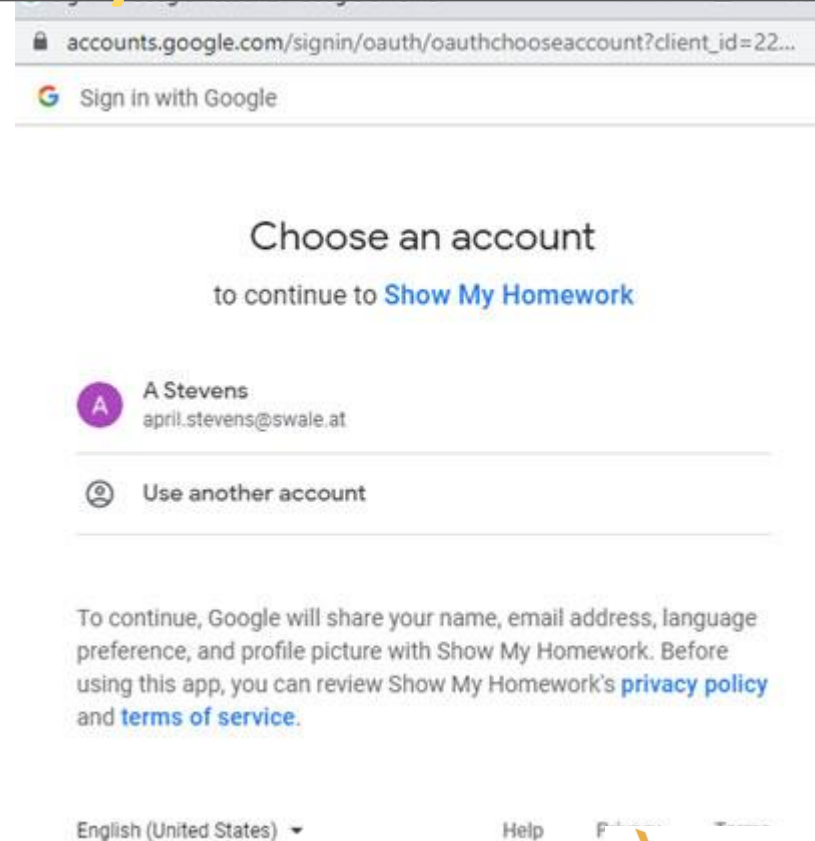 accounts.google.com/signin/oauth/oauthchooseaccount?client_id=22...
G Sign in with Google
Choose an account
to continue to Show My Homework
A
A Stevens
april.stevens@swale.at
Use another account
To continue, Google will share your name, email address, language
preference, and profile picture with Show My Homework. Before
using this app, you can review Show My Homework's privacy policy
and terms of service.
English (United States) Help